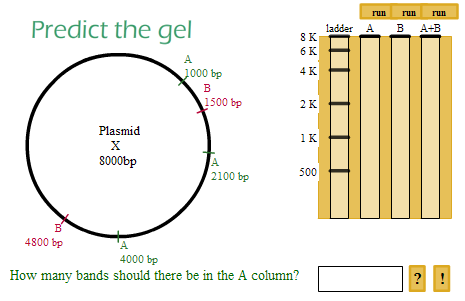 Predict the gel
run run run
ladder A B A+B
8 K
6 K
4 K
2 K
1 K
500
A
1000 bp
B
1500 bp
A
2100 bp
A
4000 bp
B
4800 bp
Plasmid
X
8000bp
How many bands should there be in the A column?
? !